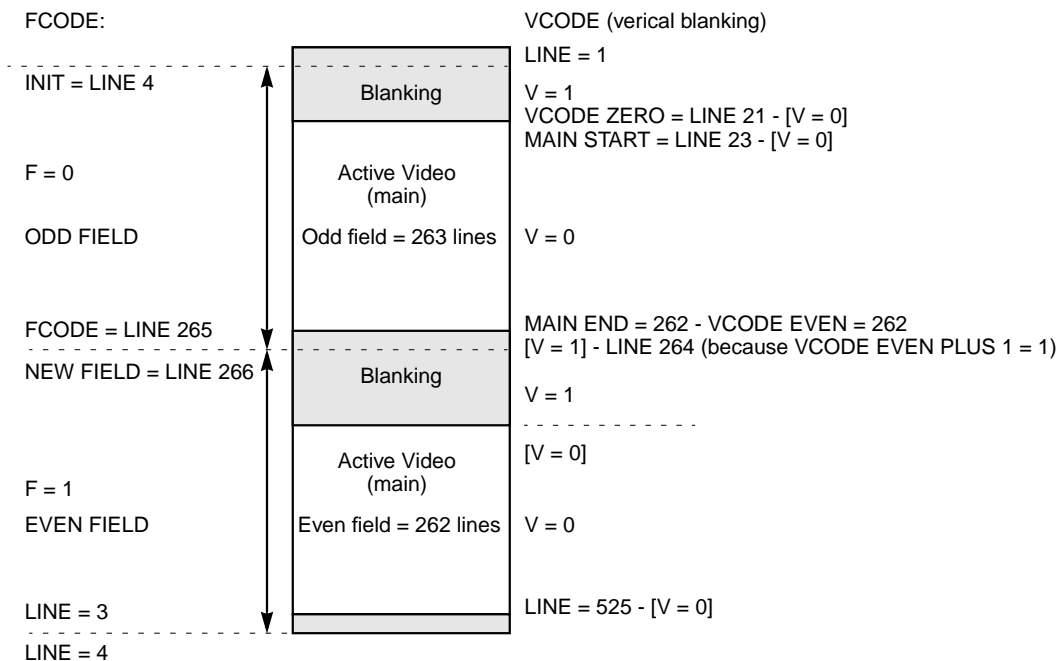 FCODE:
VCODE (verical blanking)
LINE = 1
INIT = LINE 4
Blanking
V = 1
VCODE ZERO = LINE 21 - [V = 0]
MAIN START = LINE 23 - [V = 0]
F = 0
Active Video
(main)
ODD FIELD
Odd field = 263 lines
V = 0
FCODE = LINE 265
MAIN END = 262 - VCODE EVEN = 262
[V = 1] - LINE 264 (because VCODE EVEN PLUS 1 = 1)
NEW FIELD = LINE 266
Blanking
V = 1
[V = 0]
Active Video
(main)
F = 1
EVEN FIELD
Even field = 262 lines
V = 0
LINE = 3
LINE = 525 - [V = 0]
LINE = 4